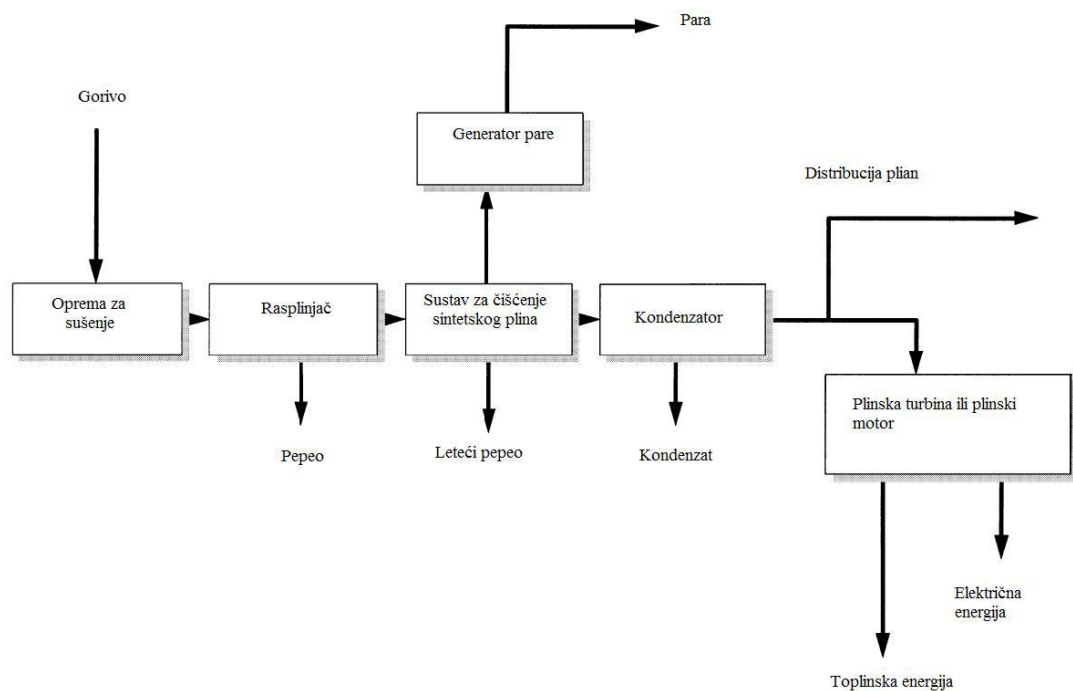 Para
Gorivo
Generator pare
Distribucija plian
Oprema za
sušenje
Rasplinjač
Sustav za čišćenje
sintetskog plina
Kondenzator
Plinska turbina ili plinski
motor
Pepeo
Leteći pepeo
Kondenzat
Eléktrična
energija
Toplinska energija